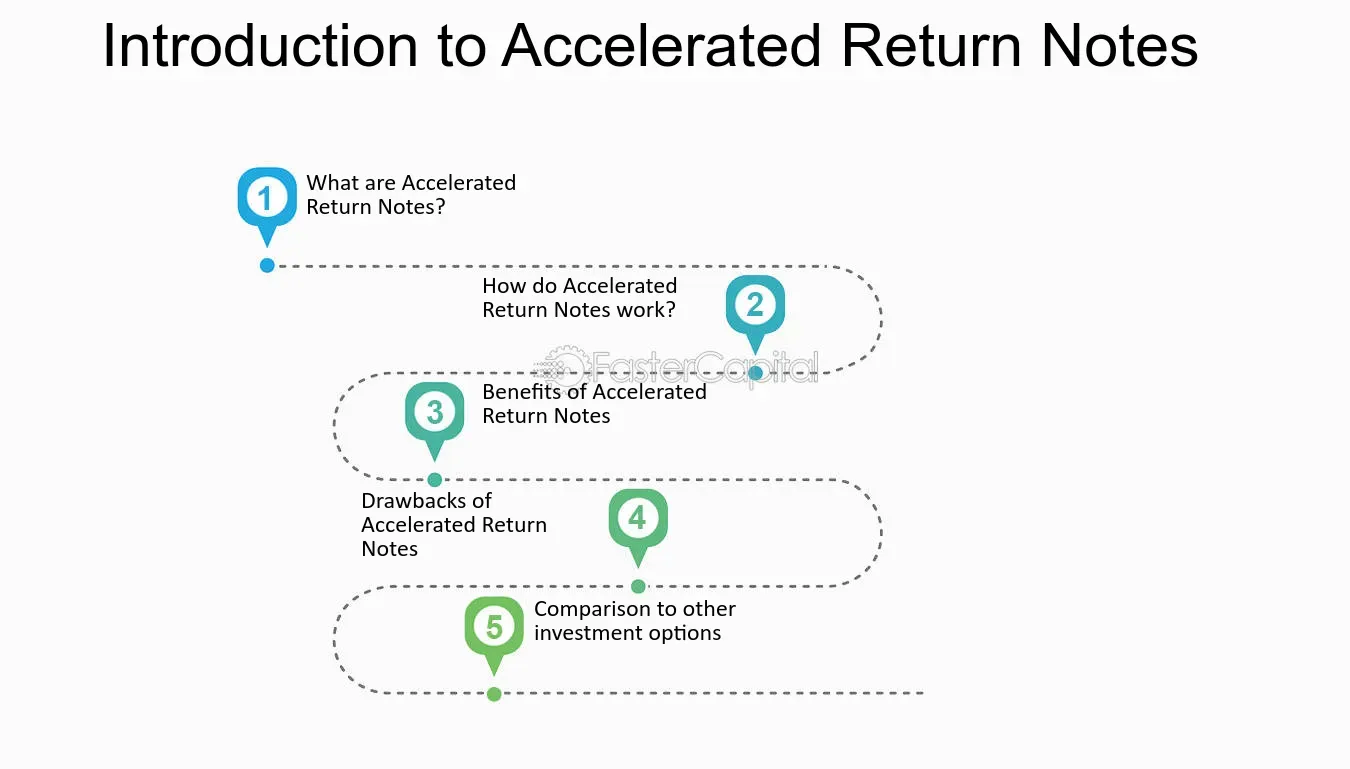 Introduction to Accelerated Return Notes
1
What are Accelerated
Return Notes?
How do Accelerated
Return Notes work?
2
FasterCapital
3
Benefits of Accelerated
Return Notes
Drawbacks of
Accelerated Return
Notes
4
5
Comparison to other
investment options